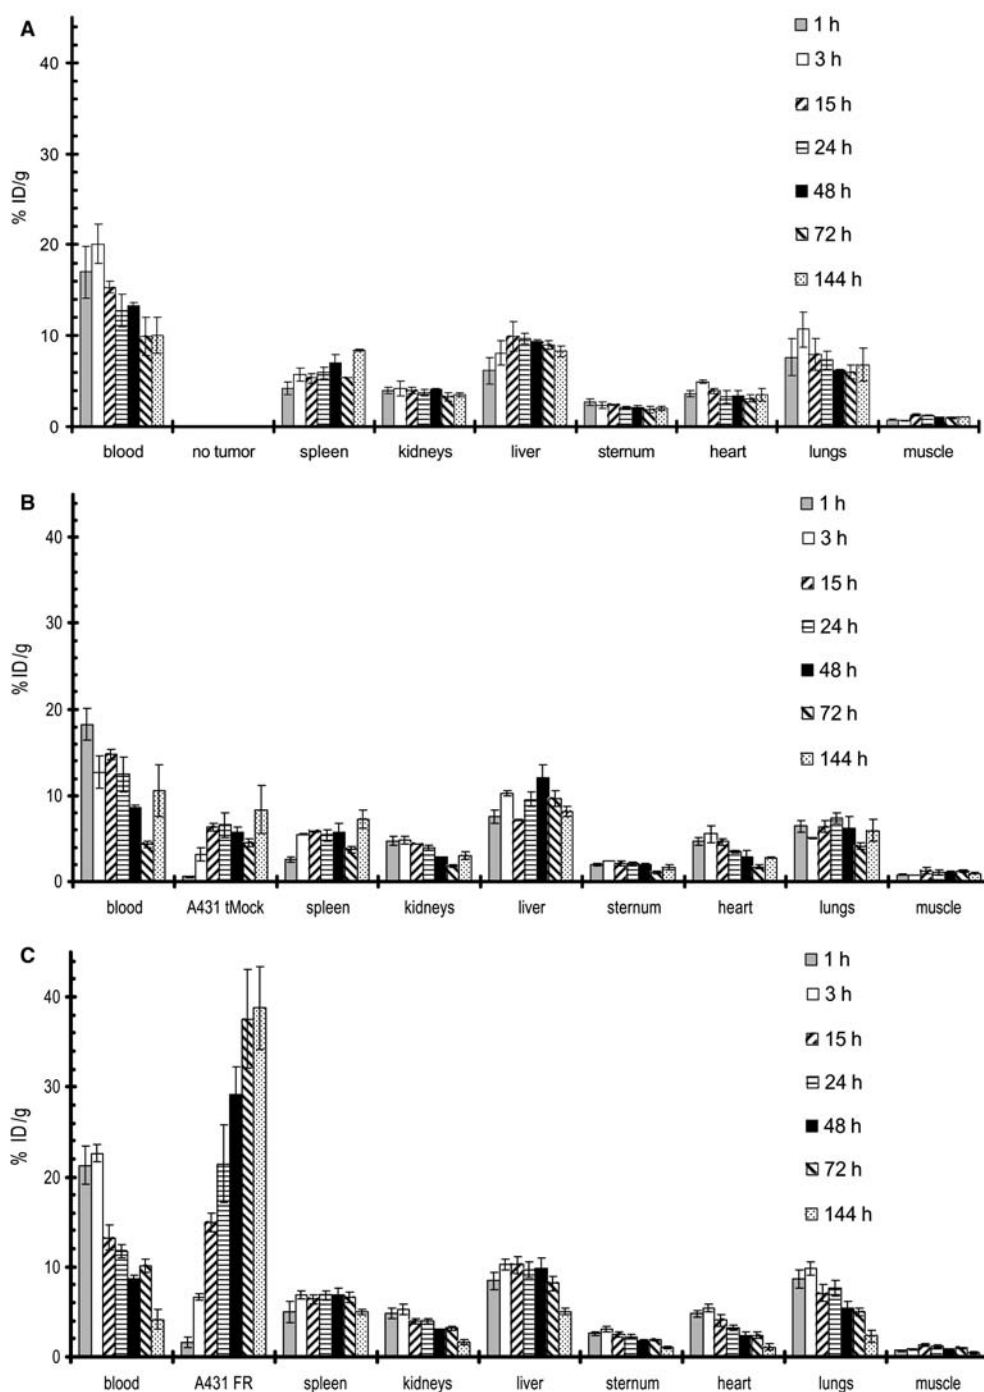 A
% ID/g
40
30
20
10
0
1 h
3 h
15 h
24 h
48 h
72 h
144 h
blood no tumor spleen kidneys liver sternum heart lungs muscle
B
% ID/g
40
30
20
10
0
1 h
3 h
15 h
24 h
48 h
72 h
144 h
blood A431 tMock spleen kidneys liver sternum heart lungs muscle
C
% ID/g
40
30
20
10
0
1 h
3 h
15 h
24 h
48 h
72 h
144 h
blood A431 FR spleen kidneys liver sternum heart lungs muscle